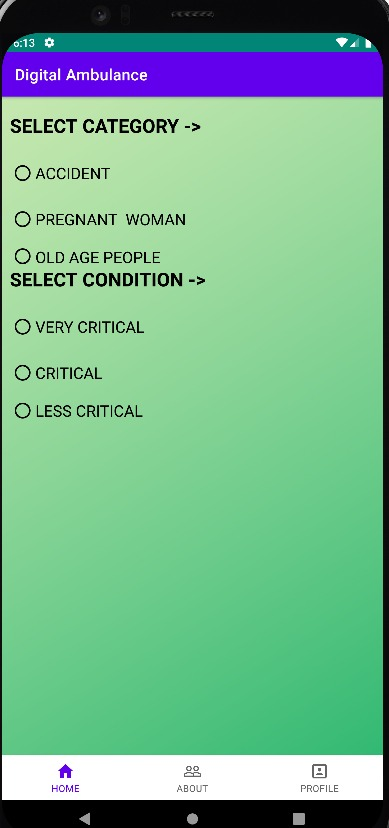 6:13
Digital Ambulance
SELECT CATEGORY ->
ACCIDENT
PREGNANT  WOMAN
OLD AGE PEOPLE
SELECT CONDITION ->
VERY CRITICAL
CRITICAL
LESS CRITICAL
HOME ABOUT PROFILE